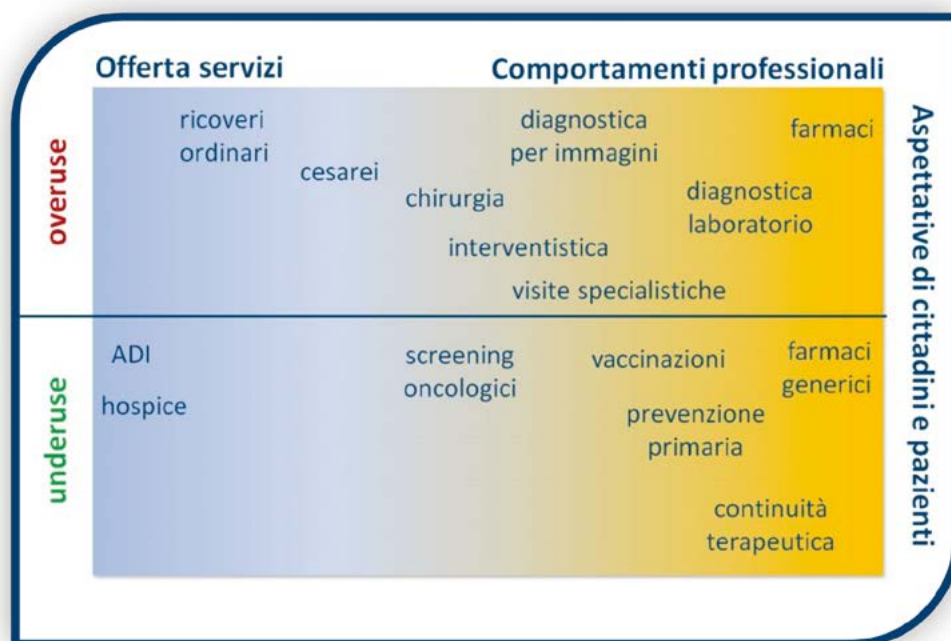 Offerta servizi
Comportamenti professionali
overuse
ricoveri
ordinari
cesarei
chirurgia
diagnostica
per immagini
farmaci
diagnostica
laboratorio
interventistica
visite specialistiche
underuse
ADI
hospice
screening
oncologici
vaccinazioni
farmaci
generici
prevenzione
primaria
continuità
terapeutica
Aspettative di cittadini e pazienti